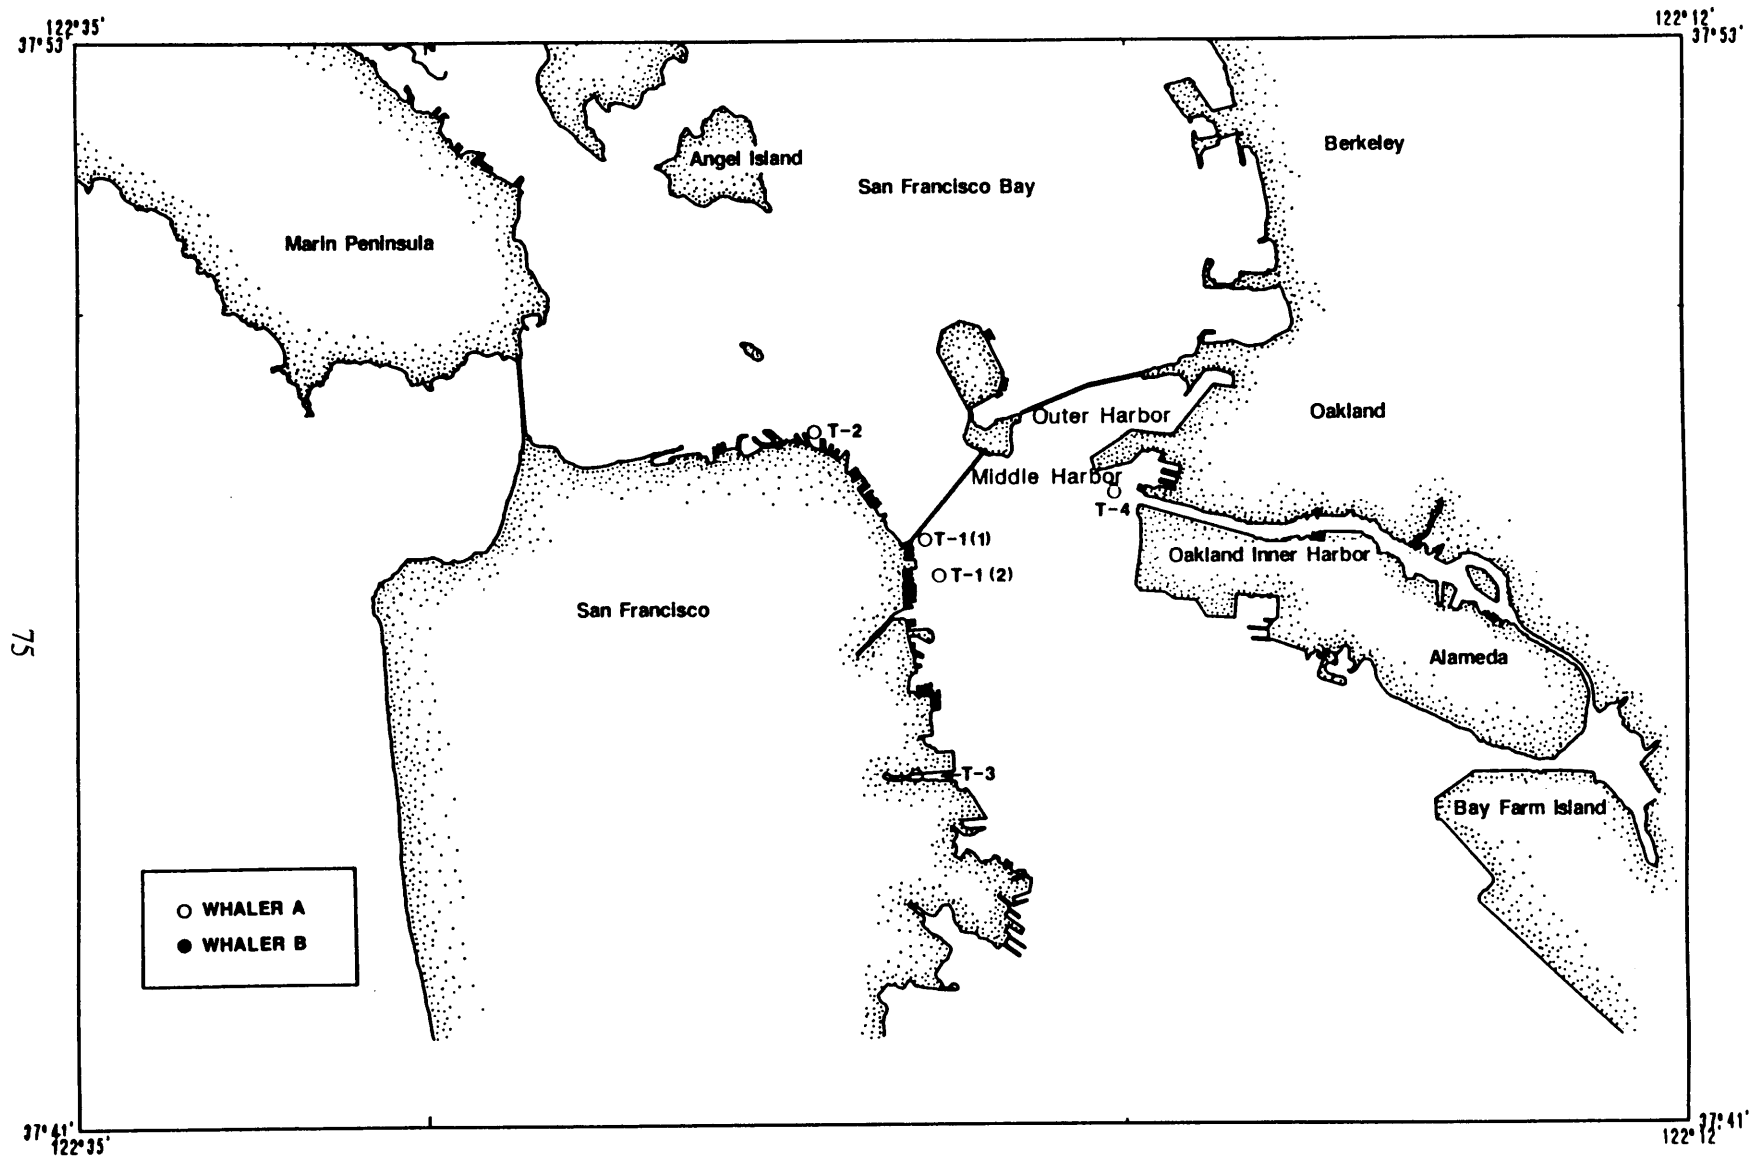 122°35'
122°12'
37°53'
37°53'
Berkeley
Angel Island
San Francisco Bay
Marin Peninsula
Oakland
Outer Harbor
T-2
Middle Harbor
T-4
T-1(1)
Oakland Inner Harbor
T-1(2)
San Francisco
75
Alameda
T-3
Bay Farm Island
WHALER A
WHALER B
37°41'
37°41'
122°35'
122°12'